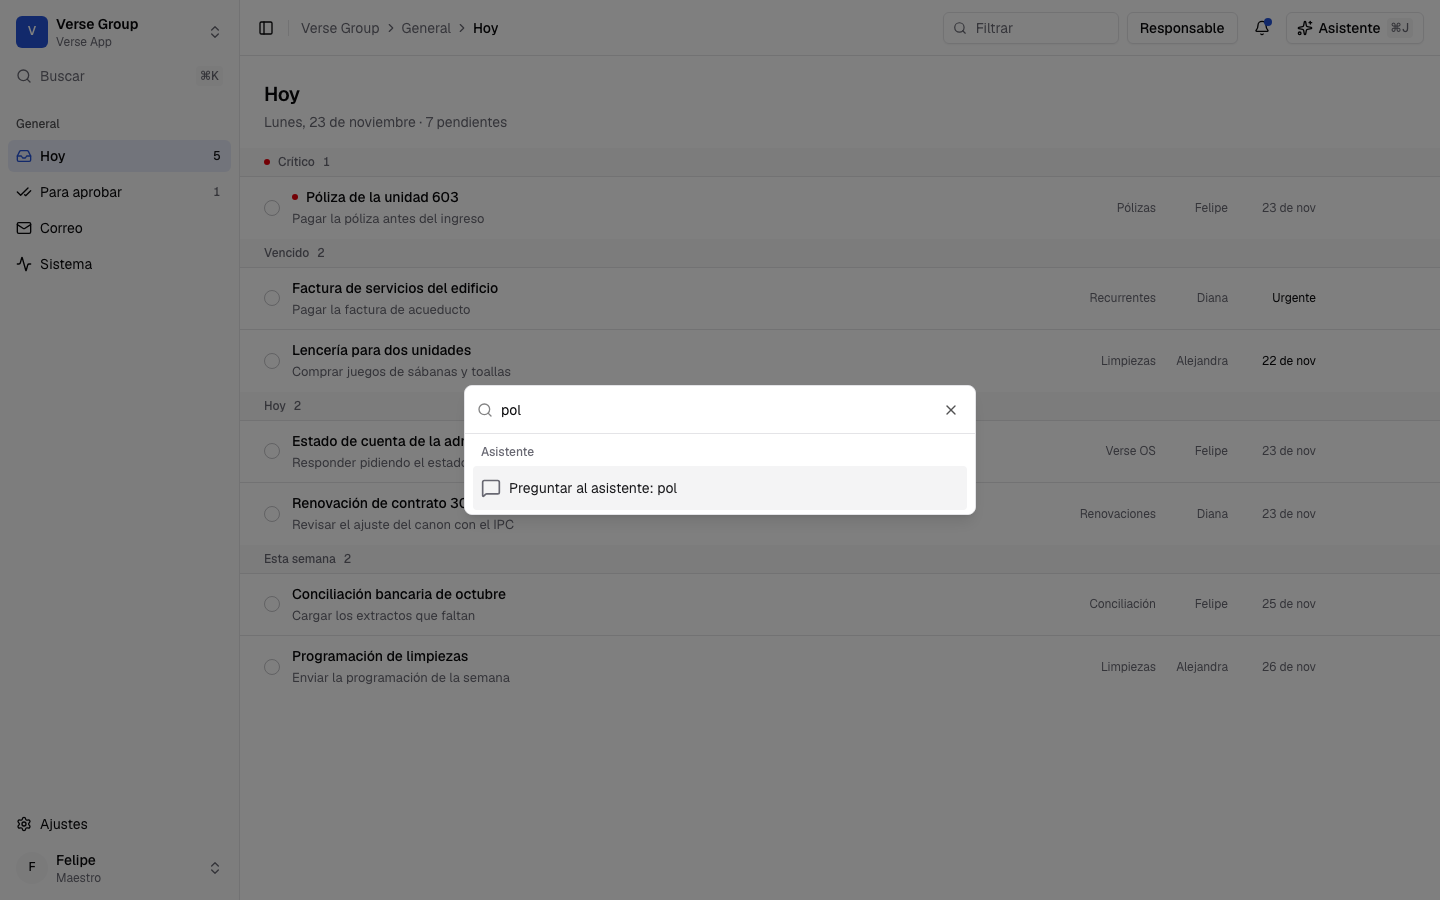 V
Verse Group
Verse App
Buscar ⌘K
General
Hoy 5
Para aprobar 1
Correo
Sistema
Ajustes
F
Felipe
Maestro
Verse Group > General > Hoy
Filtrar
Responsable
Asistente ⌘J
Hoy
Lunes, 23 de noviembre · 7 pendientes
Crítico 1
Póliza de la unidad 603
Pagar la póliza antes del ingreso
Pólizas Felipe 23 de nov
Vencido 2
Factura de servicios del edificio
Pagar la factura de acueducto
Recurrentes Diana Urgente
Lencería para dos unidades
Comprar juegos de sábanas y toallas
Limpiezas Alejandra 22 de nov
Hoy 2
Estado de cuenta de la
Responder pidiendo el
Verse OS Felipe 23 de nov
Renovación de contrato
Revisar el ajuste del canon con el IPC
Renovaciones Diana 23 de nov
Esta semana 2
Conciliación bancaria de octubre
Cargar los extractos que faltan
Conciliación Felipe 25 de nov
Programación de limpiezas
Enviar la programación de la semana
Limpiezas Alejandra 26 de nov
pol
Asistente
Preguntar al asistente: pol